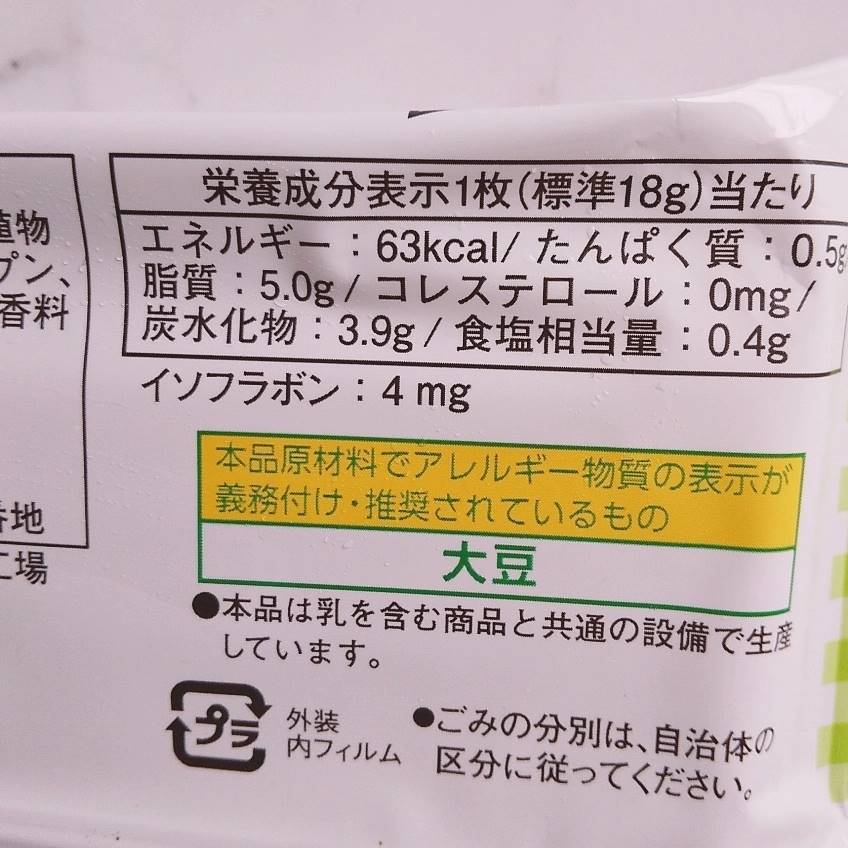 栄養成分表示1枚(標準18g)当たり
エネルギー:63kcal/たんぱく質:0.5g
脂質:5.0g/コレステロール:0mg/
炭水化物:3.9g/食塩相当量:0.4g
イソフラボン:4mg
植物
プン、
香料
番地
工場
本品原材料でアレルギー物質の表示が
義務付け・推奨されているもの
大豆
●本品は乳を含む商品と共通の設備で生産
しています。
プラ
外装
内フィルム
●ごみの分別は、自治体の
区分に従ってください。